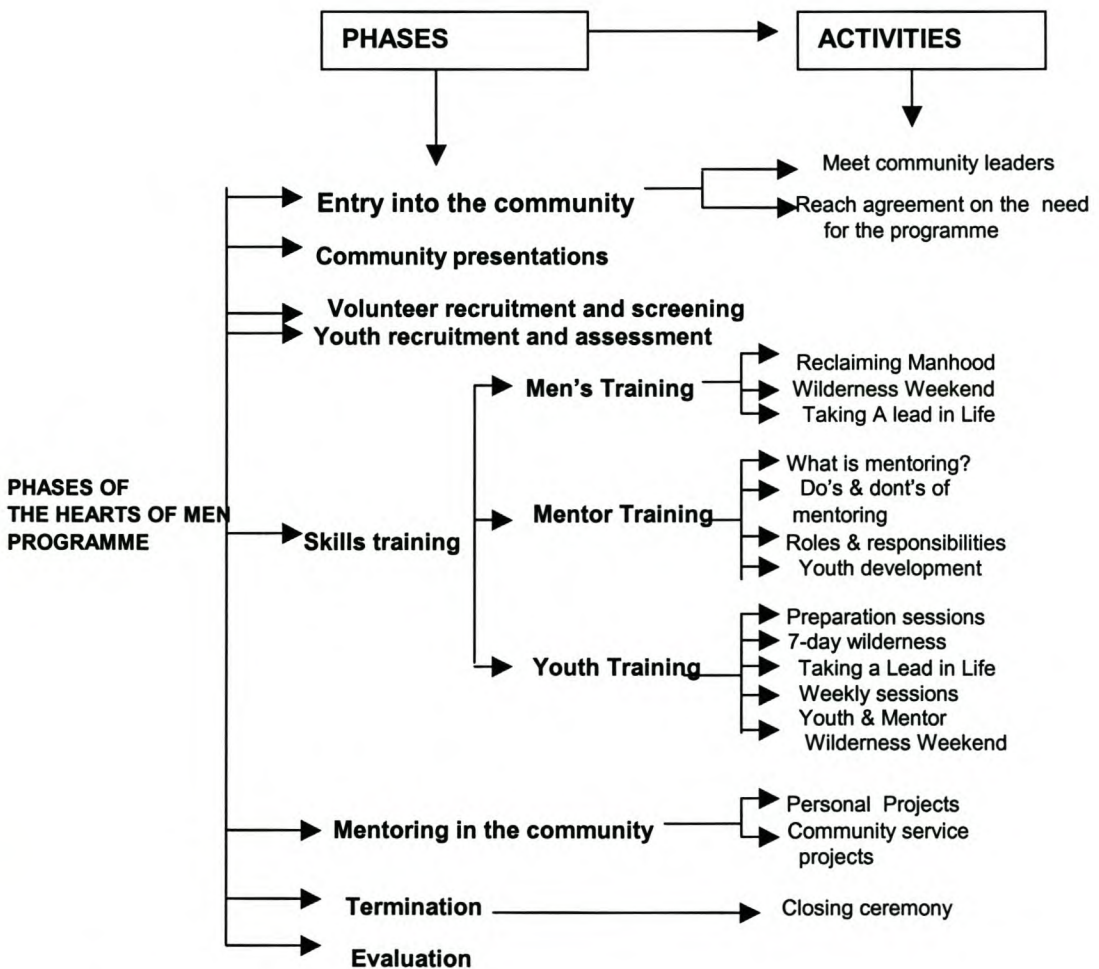 PHASES
ACTIVITIES
Meet community leaders
Entry into the community
Reach agreement on the need
for the programme
Community presentations
Volunteer recruitment and screening
Youth recruitment and assessment
Men's Training
Reclaiming Manhood
Wilderness Weekend
Taking A lead in Life
PHASES OF
THE HEARTS OF MEN
PROGRAMME
Skills training
Mentor Training
What is mentoring?
Do's & dont's of
mentoring
Roles & responsibilities
Youth development
Youth Training
Preparation sessions
7-day wilderness
Taking a Lead in Life
Weekly sessions
Youth & Mentor
Wilderness Weekend
Mentoring in the community
Personal Projects
Community service
projects
Termination
Closing ceremony
Evaluation